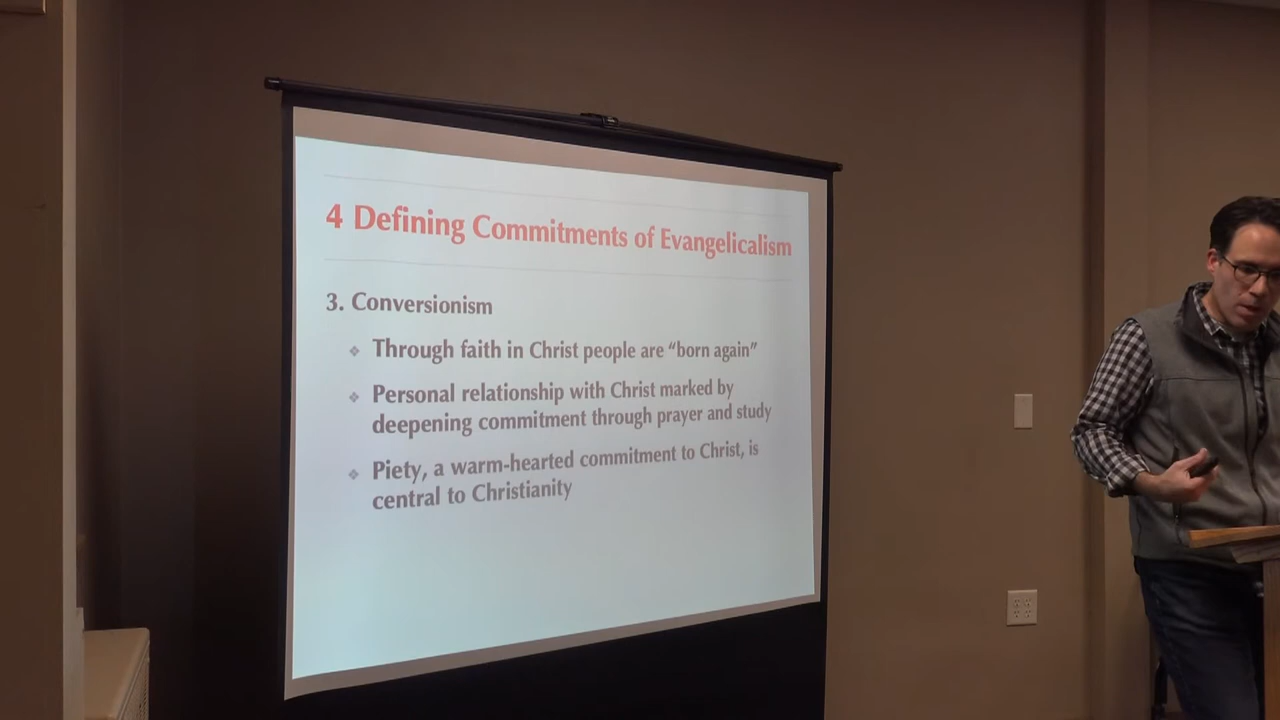 4 Defining Commitments of Evangelicalism
3. Conversionism
Through faith in Christ people are “born again”
Personal relationship with Christ marked by
deepening commitment through prayer and study
Piety, a warm-hearted commitment to Christ, is
central to Christianity